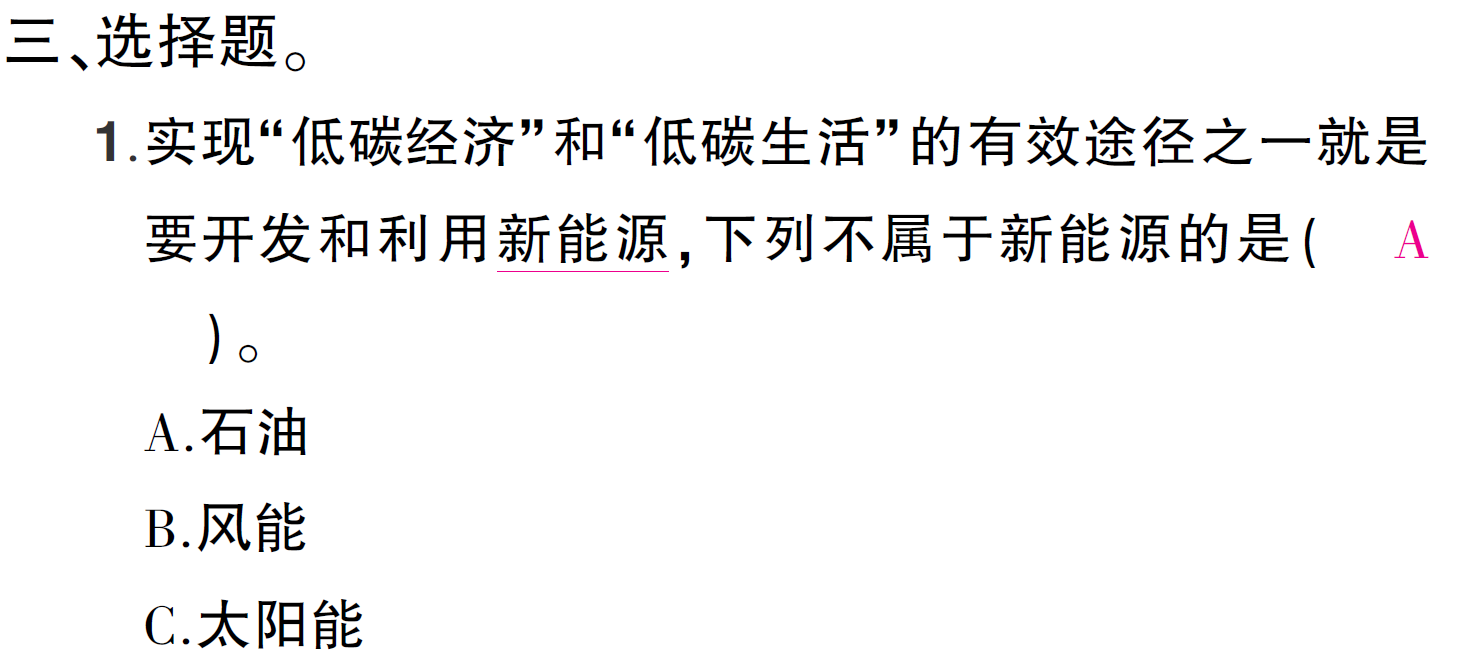 三、选择题。
1.实现“低碳经济”和“低碳生活”的有效途径之一就是
要开发和利用新能源,下列不属于新能源的是( A
)。
A.石油
B.风能
C.太阳能